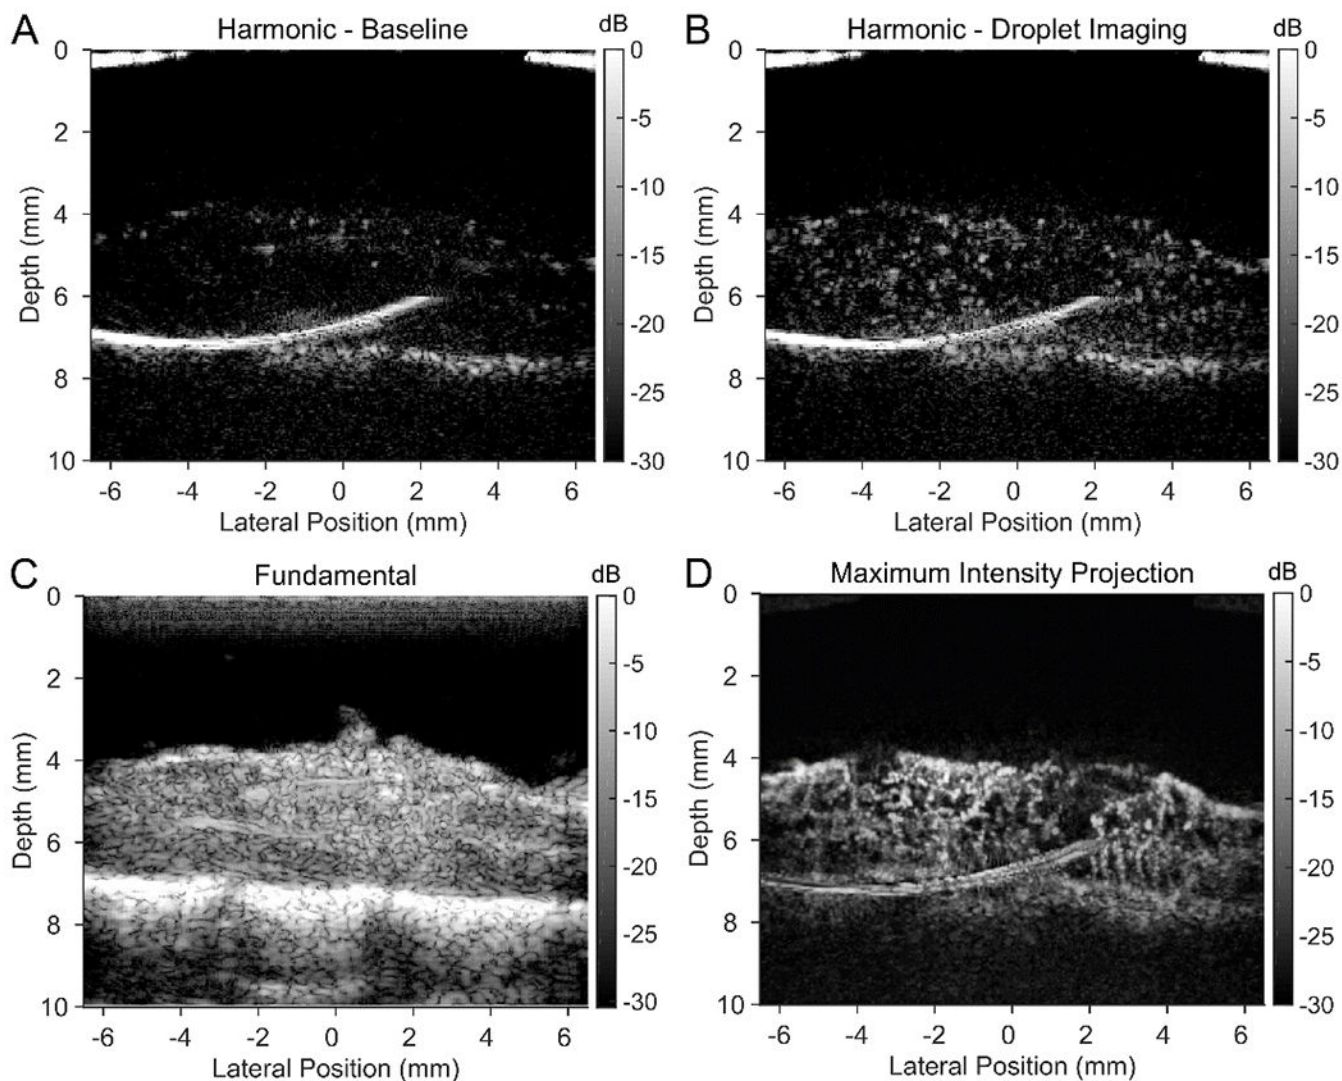 A Harmonic - Baseline dB
0 0
2 -5
-10
4
-15
6
-20
8
-25
10 -30
-6 -4 -2 0 2 4 6
Depth (mm)
Lateral Position (mm)
B Harmonic - Droplet Imaging dB
0 0
2 -5
-10
4
-15
6
-20
8
-25
10 -30
-6 -4 -2 0 2 4 6
Depth (mm)
Lateral Position (mm)
C Fundamental dB
0 0
2 -5
-10
4
-15
6
-20
8
-25
10 -30
-6 -4 -2 0 2 4 6
Depth (mm)
Lateral Position (mm)
D Maximum Intensity Projection dB
0 0
2 -5
-10
4
-15
6
-20
8
-25
10 -30
-6 -4 -2 0 2 4 6
Depth (mm)
Lateral Position (mm)